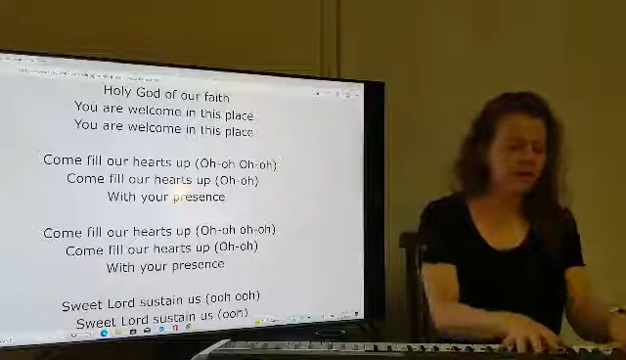 Holy God of our faith
You are welcome in this place
You are welcome in this place
Come fill our hearts up (Oh-oh Oh-oh)
Come fill our hearts up (Oh-oh)
With your presence
Come fill our hearts up (Oh-oh oh-oh)
Come fill our hearts up (Oh-oh)
With your presence
Sweet Lord sustain us (ooh ooh)
Sweet Lord sustain us (ooh)